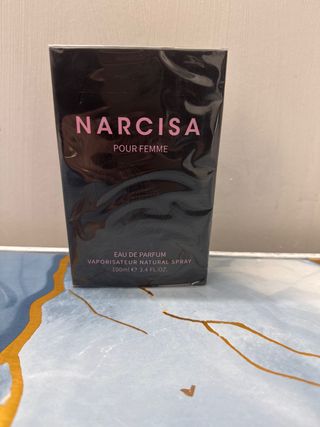 NARCISA
POUR FEMME
EAU DE PARFUM
VAPORISATEUR NATURAL SPRAY
100ml ℮ 3.4 FL.OZ.